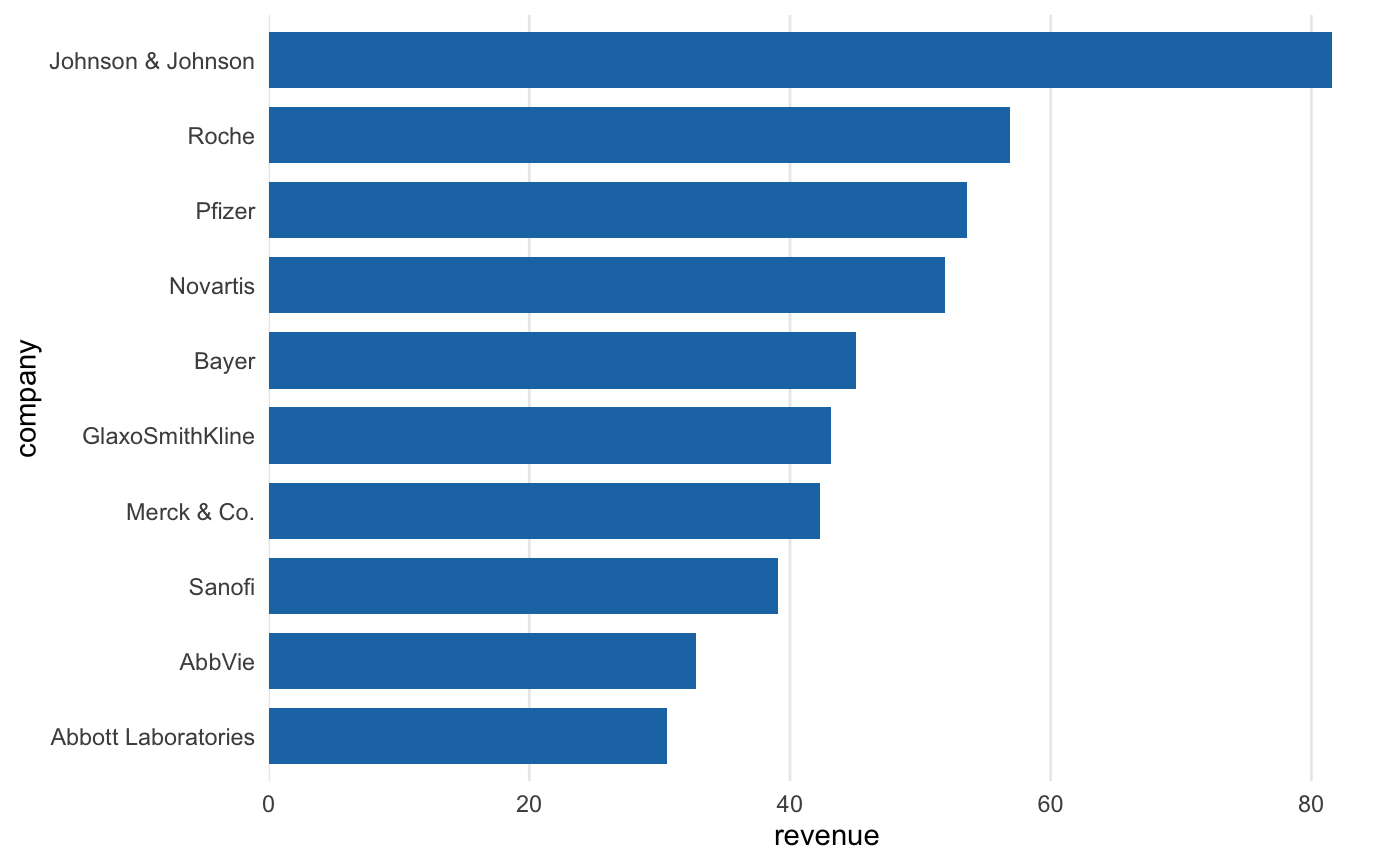 Johnson & Johnson
Roche
Pfizer
Novartis
Bayer
GlaxoSmithKline
Merck & Co.
Sanofi
AbbVie
Abbott Laboratories
company
0 20 40 60 80
revenue